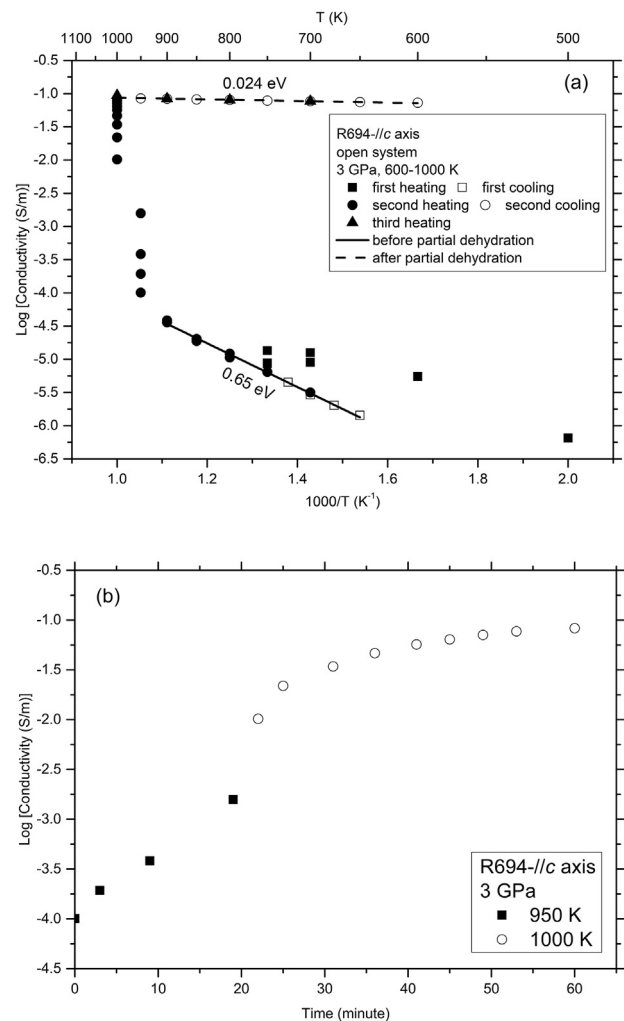 T (K)
1100 1000 900 800 700 600 500
-0.5
-1.0
-1.5
-2.0
-2.5
-3.0
-3.5
-4.0
-4.5
-5.0
-5.5
-6.0
-6.5
Log [Conductivity (S/m)]
0.024 eV
(a)
R694-//c axis
open system
3 GPa, 600-1000 K
first heating first cooling
second heating second cooling
third heating
before partial dehydration
after partial dehydration
0.65 eV
1.0 1.2 1.4 1.6 1.8 2.0
1000/T (K⁻¹)
-0.5
-1.0
-1.5
-2.0
-2.5
-3.0
-3.5
-4.0
-4.5
Log [Conductivity (S/m)]
(b)
R694-//c axis
3 GPa
950 K
1000 K
0 10 20 30 40 50 60
Time (minute)